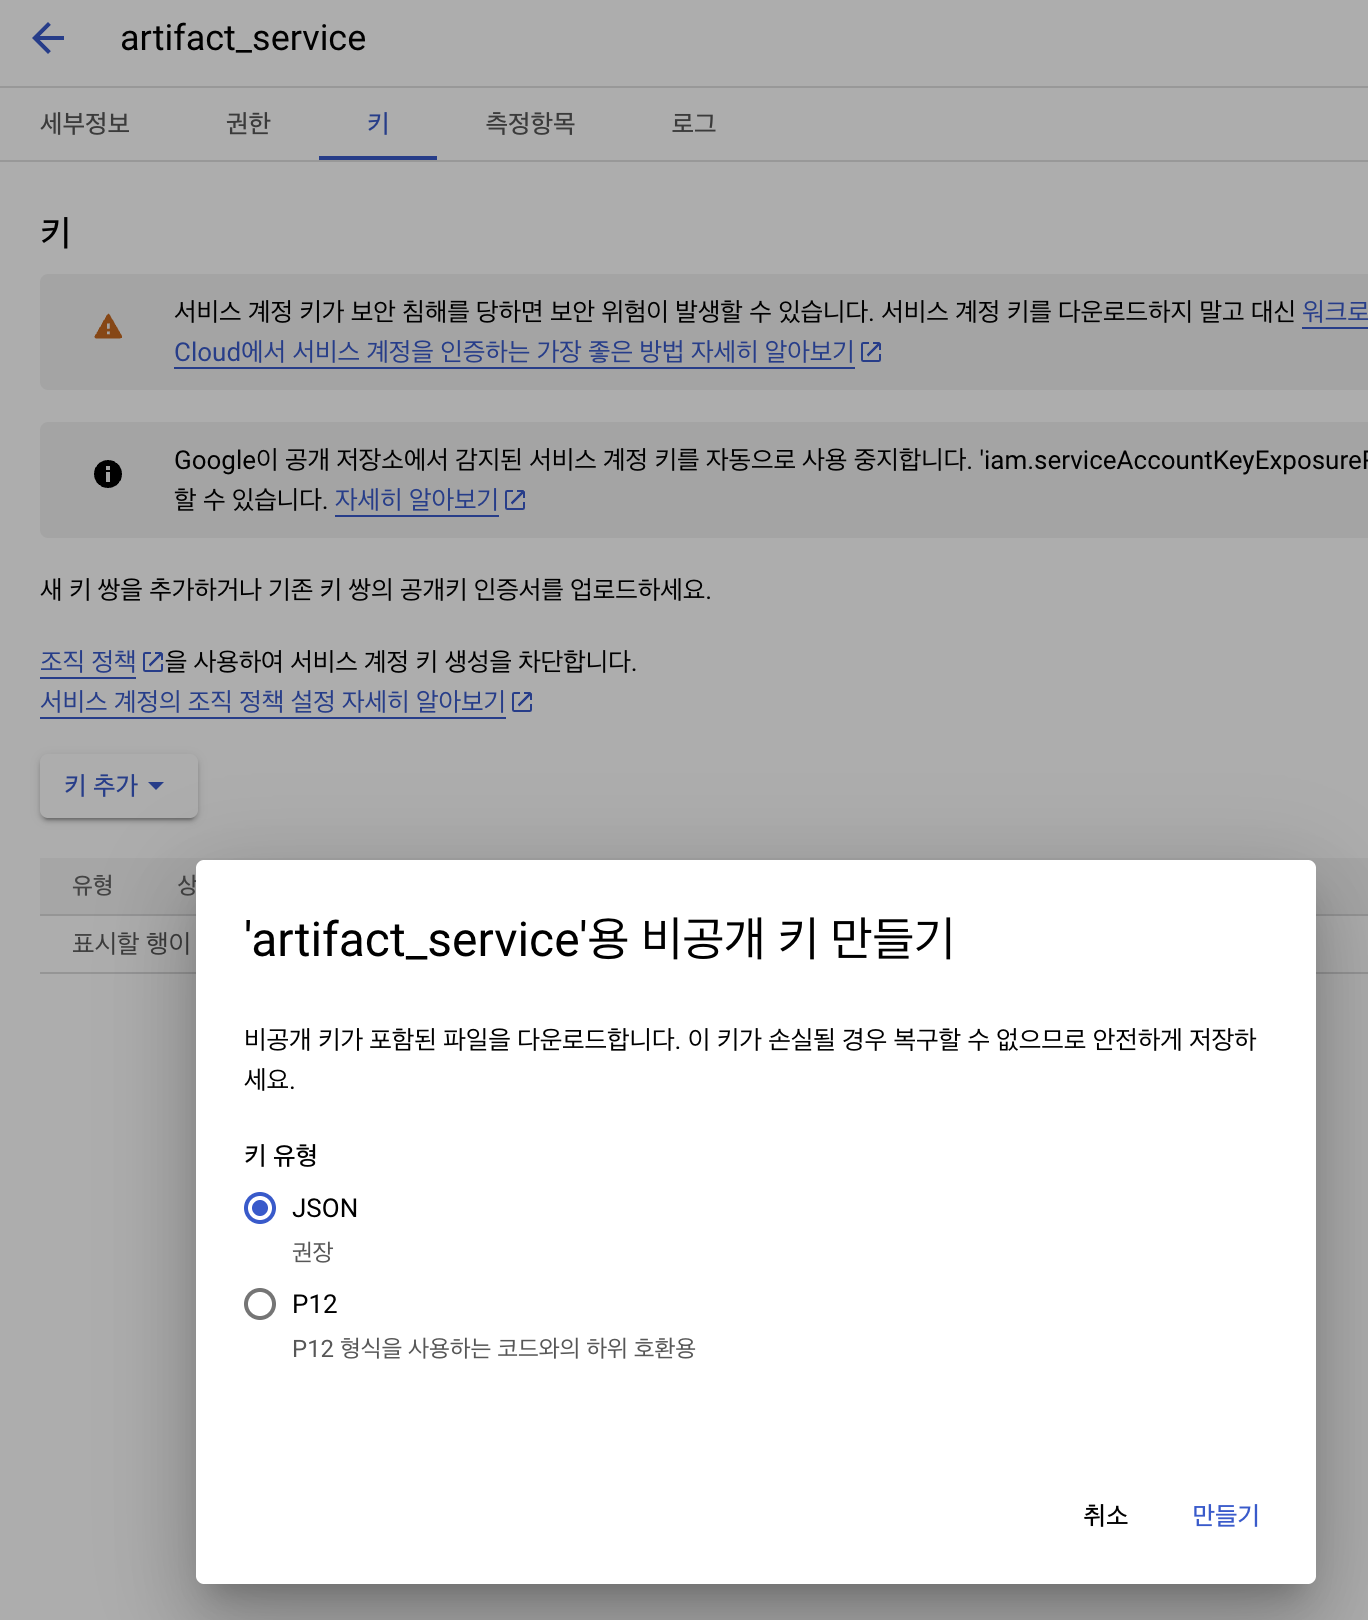 artifact_service
세부정보 권한 키 측정항목 로그
키
서비스 계정 키가 보안 침해를 당하면 보안 위험이 발생할 수 있습니다. 서비스 계정 키를 다운로드하지 말고 대신 워크로
Cloud에서 서비스 계정을 인증하는 가장 좋은 방법 자세히 알아보기
Google이 공개 저장소에서 감지된 서비스 계정 키를 자동으로 사용 중지합니다. 'iam.serviceAccountKeyExposure
할 수 있습니다. 자세히 알아보기
새 키 쌍을 추가하거나 기존 키 쌍의 공개키 인증서를 업로드하세요.
조직 정책을 사용하여 서비스 계정 키 생성을 차단합니다.
서비스 계정의 조직 정책 설정 자세히 알아보기
키 추가
유형 상
표시할 행이
'artifact_service'용 비공개 키 만들기
비공개 키가 포함된 파일을 다운로드합니다. 이 키가 손실될 경우 복구할 수 없으므로 안전하게 저장하
세요.
키 유형
JSON
권장
P12
P12 형식을 사용하는 코드와의 하위 호환용
취소 만들기